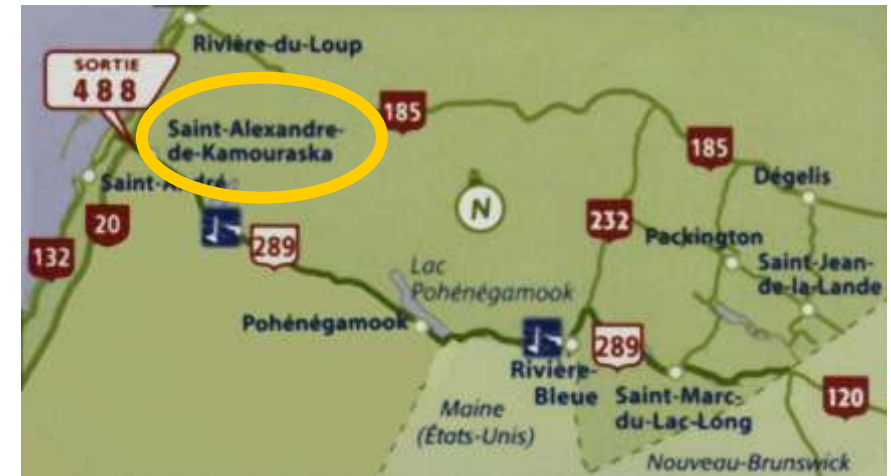 Rivière-du-Loup
SORTIE
488
Saint-Alexandre-
de-Kamouraska
185
185
Saint-André
Dégelis
N
20
232
Packington
132
289
Saint-Jean-
de-la-Lande
Lac
Pohénégamook
Pohénégamook
289
Rivière-
Bleue
Saint-Marc-
du-Lac-Long
120
Maine
(États-Unis)
Nouveau-Brunswick